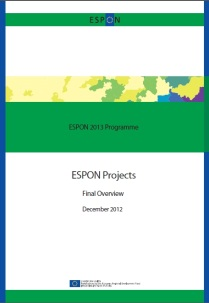 ESPON
ESPON 2013 Programme
ESPON Projects
Final Overview
December 2012